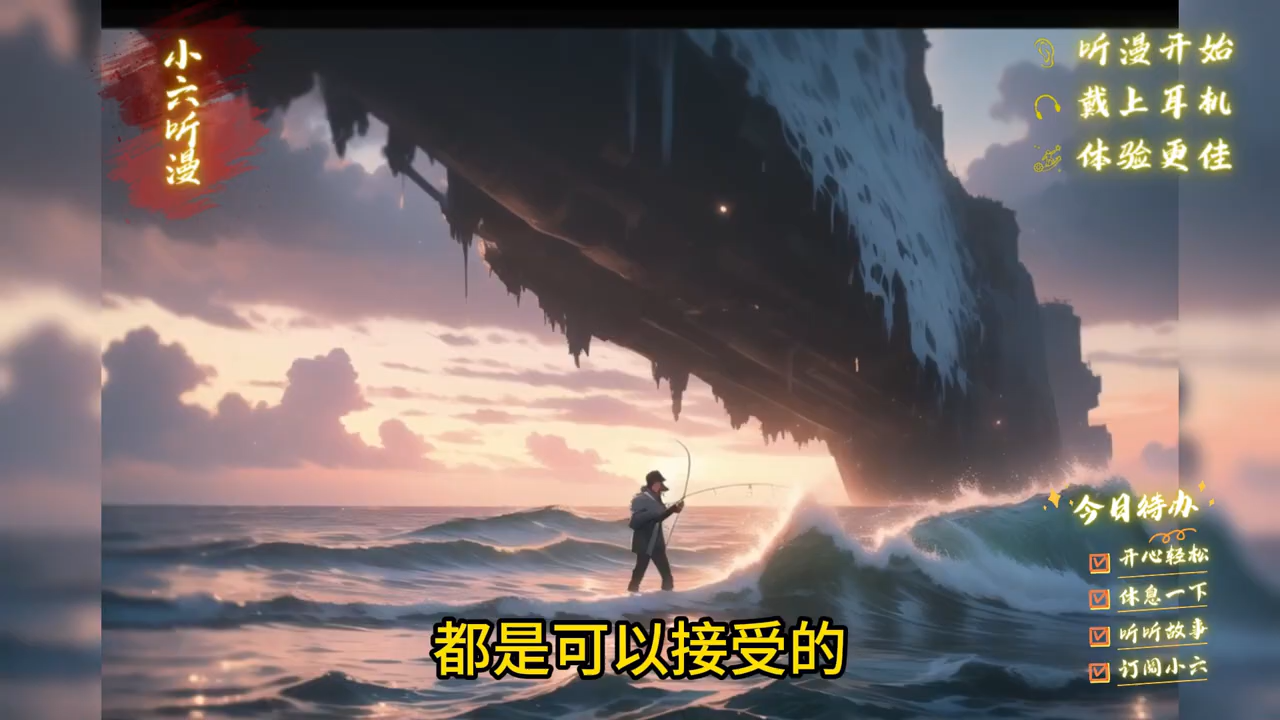 小六听漫
听漫开始
戴上耳机
体验更佳
今日待办
开心轻松
休息一下
听听故事
订阅小六
都是可以接受的